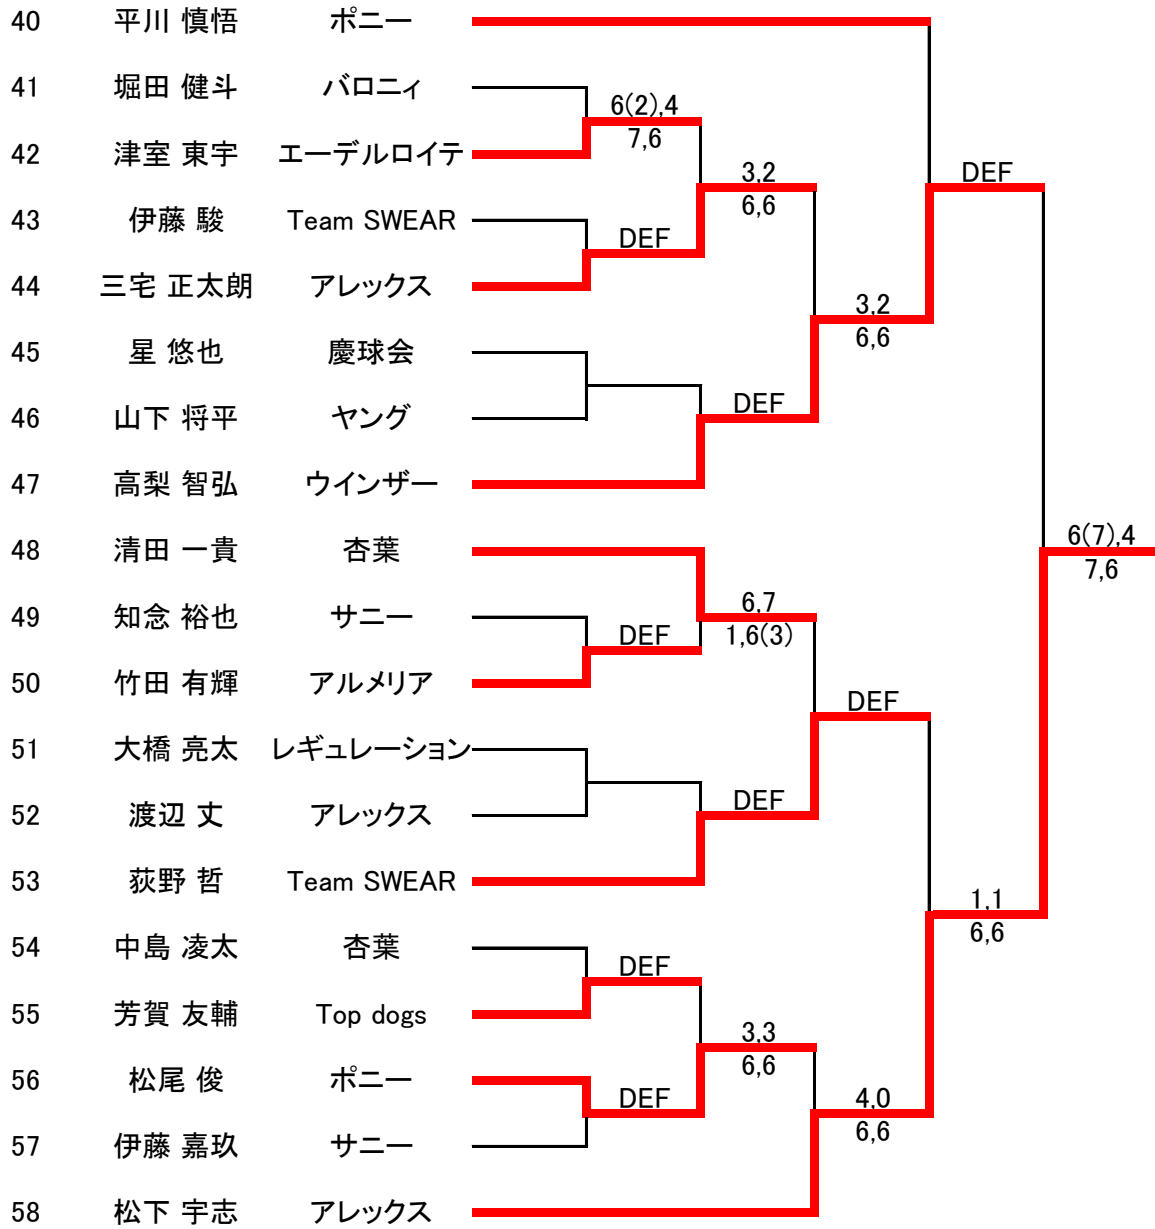 40 平川 慎悟 ポニー
41 堀田 健斗 バロニィ
6(2),4
7,6
42 津室 東宇 エーデルロイテ
3,2
6,6
DEF
43 伊藤 駿 Team SWEAR
DEF
44 三宅 正太朗 アレックス
3,2
6,6
45 星 悠也 慶球会
46 山下 将平 ヤング
DEF
47 高梨 智弘 ウインザー
48 清田 一貴 杏葉
6(7),4
7,6
49 知念 裕也 サニー
6,7
1,6(3)
DEF
50 竹田 有輝 アルメリア
DEF
51 大橋 亮太 レギュレーション
52 渡辺 丈 アレックス
DEF
53 荻野 哲 Team SWEAR
1,1
6,6
54 中島 凌太 杏葉
DEF
55 芳賀 友輔 Top dogs
3,3
6,6
56 松尾 俊 ポニー
DEF
4,0
6,6
57 伊藤 嘉玖 サニー
58 松下 宇志 アレックス